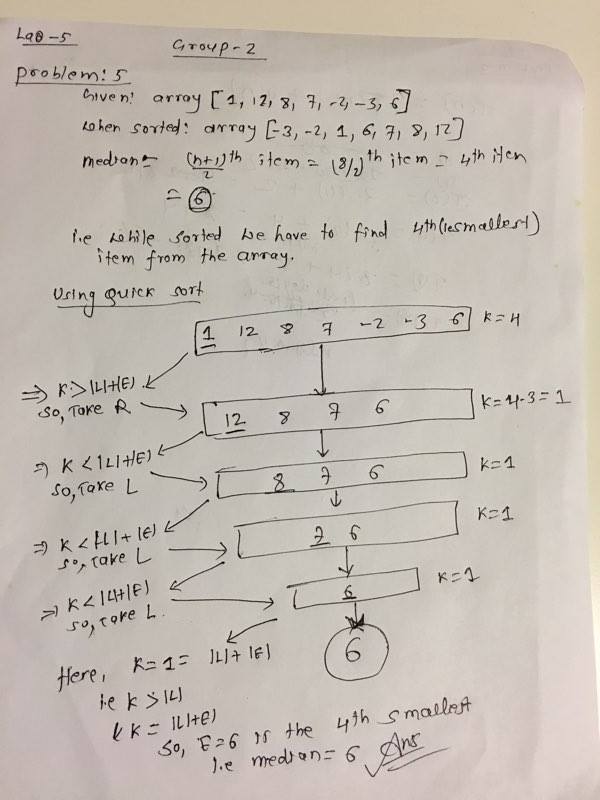 Lab-5
Group-2
Problem: 5
Given: array [1, 12, 8, 7, -2, -3, 6]
When sorted: array [-3, -2, 1, 6, 7, 8, 12]
median = (n+1)/2 th item = (8/2)th item = 4th item
= 6
i.e while sorted we have to find 4th (smallest)
item from the array.
Using quick sort
1 12 8 7 -2 -3 6 K=4
⇒ K > |L|+|E|
so, Take R
12 8 7 6 K=4-3=1
⇒ K < |L|+|E|
so, Take L
8 7 6 K=1
⇒ K < |L|+|E|
so, Take L
7 6 K=1
⇒ K < |L|+|E|
so, Take L.
6 K=1
6
Here, K=1= |L|+|E|
i.e K > |L|
& K = |L|+|E|
so, E=6 is the 4th smallest
i.e median = 6 Ans